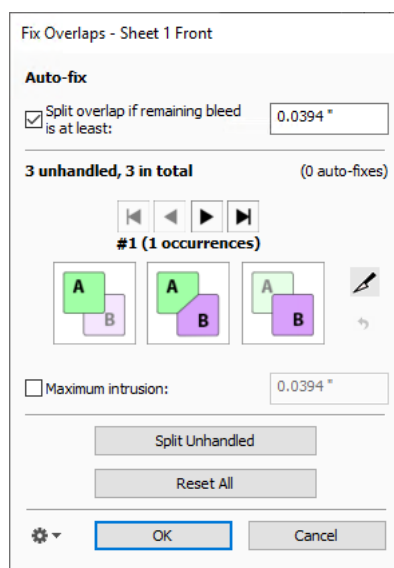 Fix Overlaps - Sheet 1 Front
Auto-fix
Split overlap if remaining bleed
is at least:
0.0394 "
3 unhandled, 3 in total
(0 auto-fixes)
#1 (1 occurrences)
A
B
A
B
A
B
Maximum intrusion:
0.0394 "
Split Unhandled
Reset All
OK
Cancel